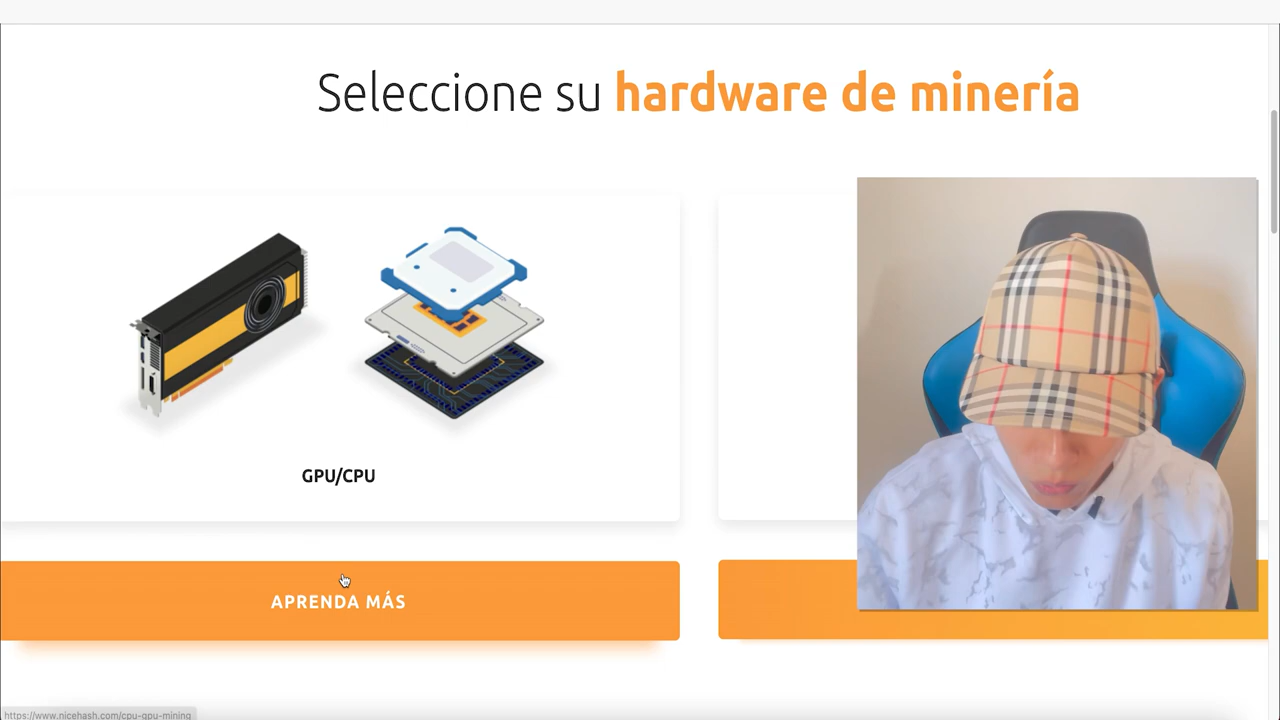 Seleccione su hardware de minería
GPU/CPU
APRENDA MÁS
https://www.nicehash.com/cpu-gpu-mining